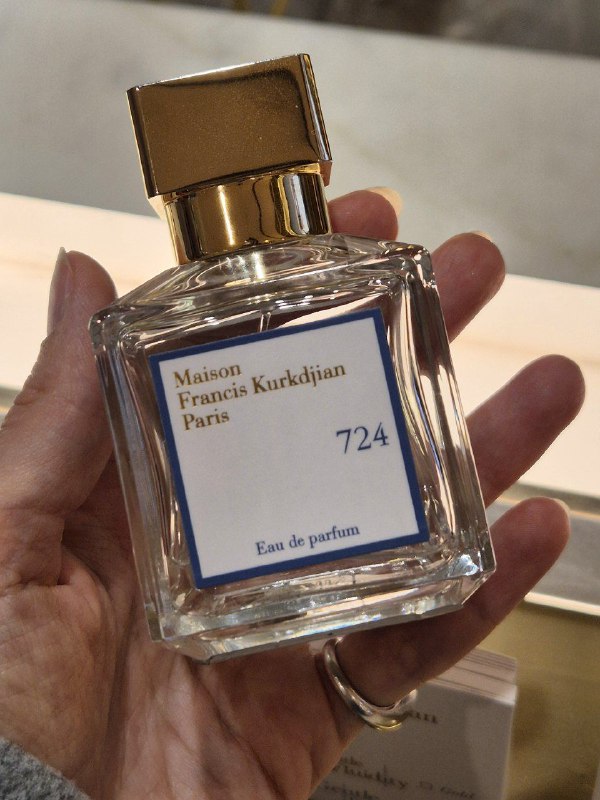 Maison
Francis Kurkdjian
Paris
724
Eau de parfum